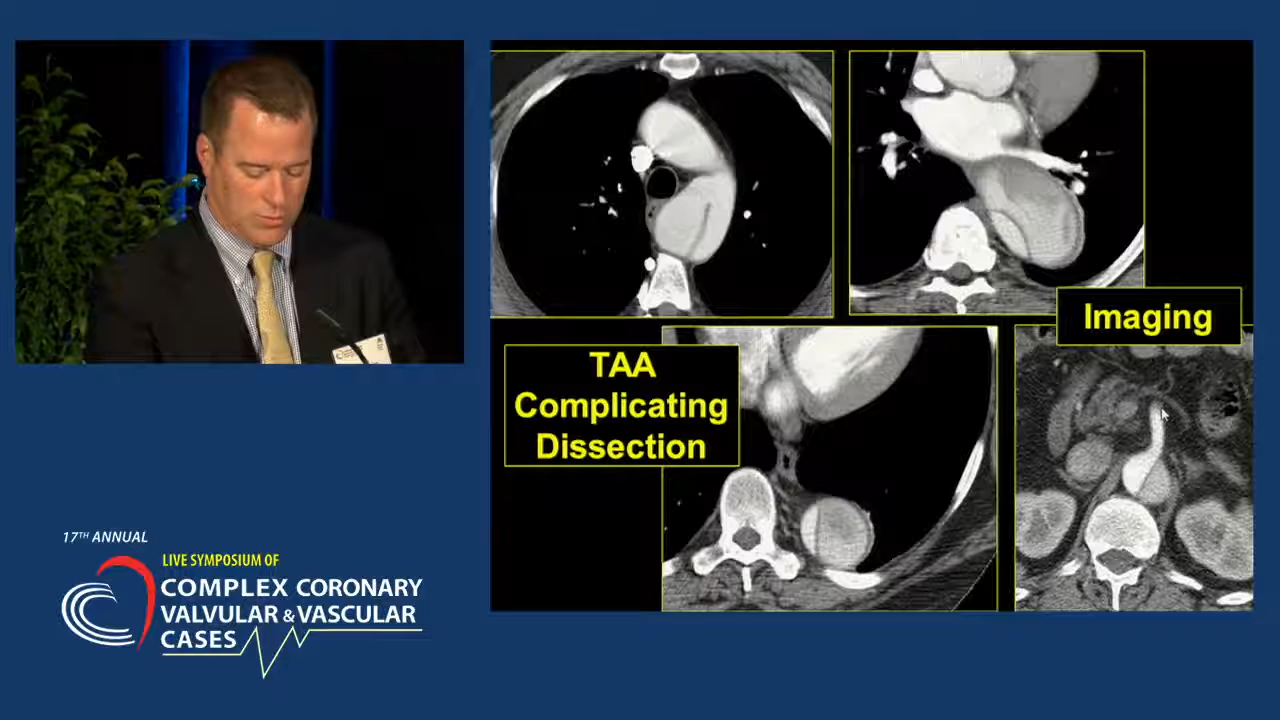 Imaging
TAA
Complicating
Dissection
17TH ANNUAL
LIVE SYMPOSIUM OF
COMPLEX CORONARY
VALVULAR & VASCULAR
CASES